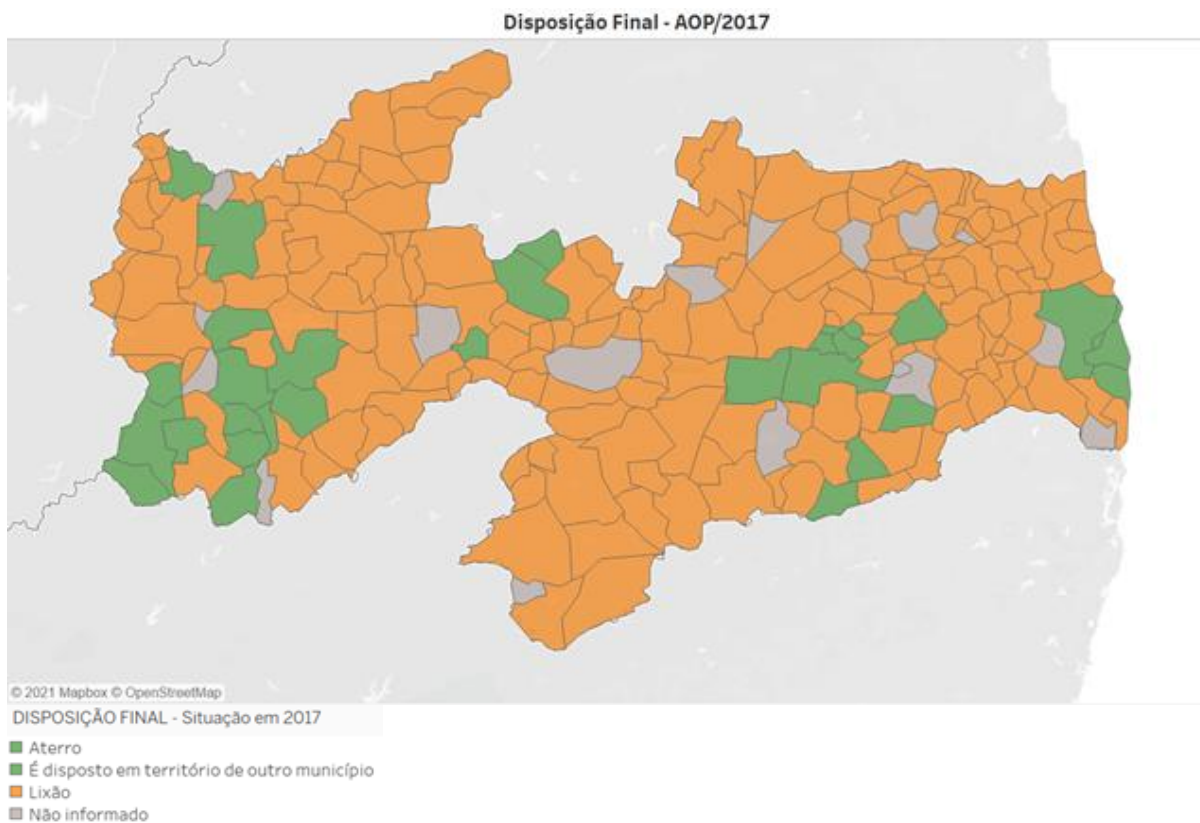 Disposição Final - AOP/2017
© 2021 Mapbox © OpenStreetMap
DISPOSIÇÃO FINAL - Situação em 2017
Aterro
É disposto em território de outro município
Lixão
Não informado